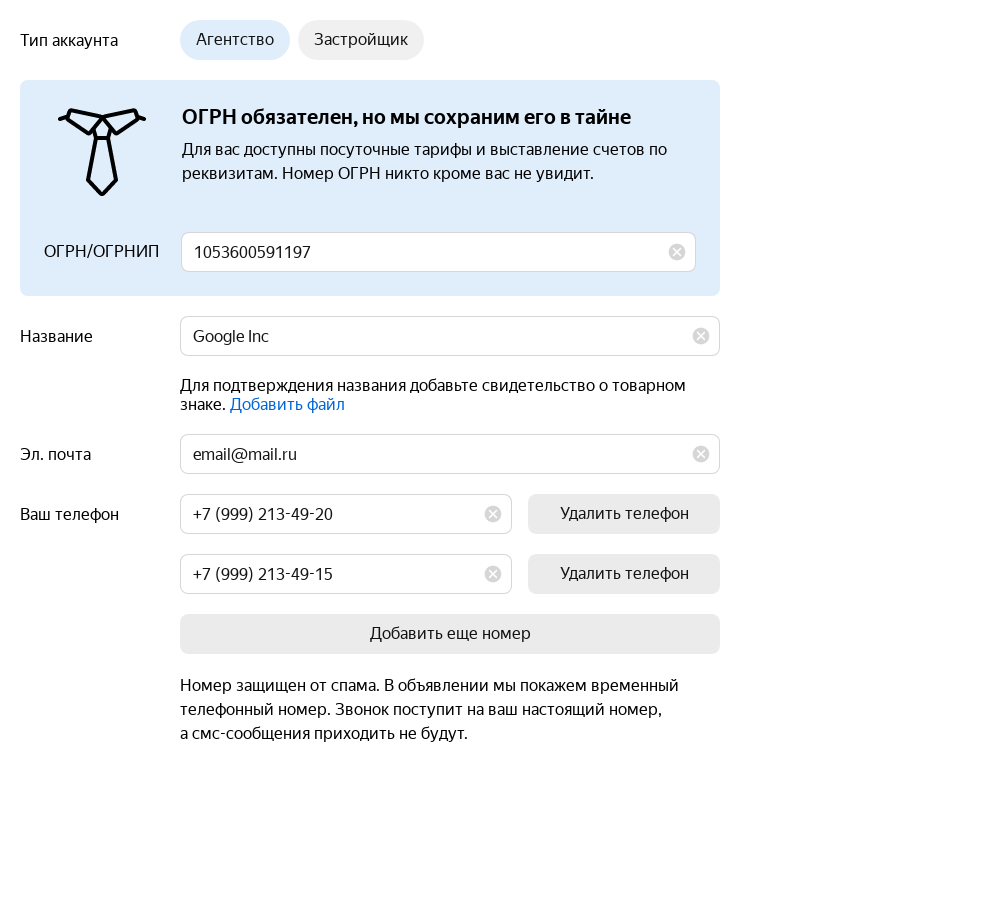 Тип аккаунта
Агентство
Застройщик
ОГРН обязателен, но мы сохраним его в тайне
Для вас доступны посуточные тарифы и выставление счетов по
реквизитам. Номер ОГРН никто кроме вас не увидит.
ОГРН/ОГРНИП
1053600591197
Название
Google Inc
Для подтверждения названия добавьте свидетельство о товарном
знаке. Добавить файл
Эл. почта
email@mail.ru
Ваш телефон
+7 (999) 213-49-20
Удалить телефон
+7 (999) 213-49-15
Удалить телефон
Добавить еще номер
Номер защищен от спама. В объявлении мы покажем временный
телефонный номер. Звонок поступит на ваш настоящий номер,
а смс-сообщения приходить не будут.